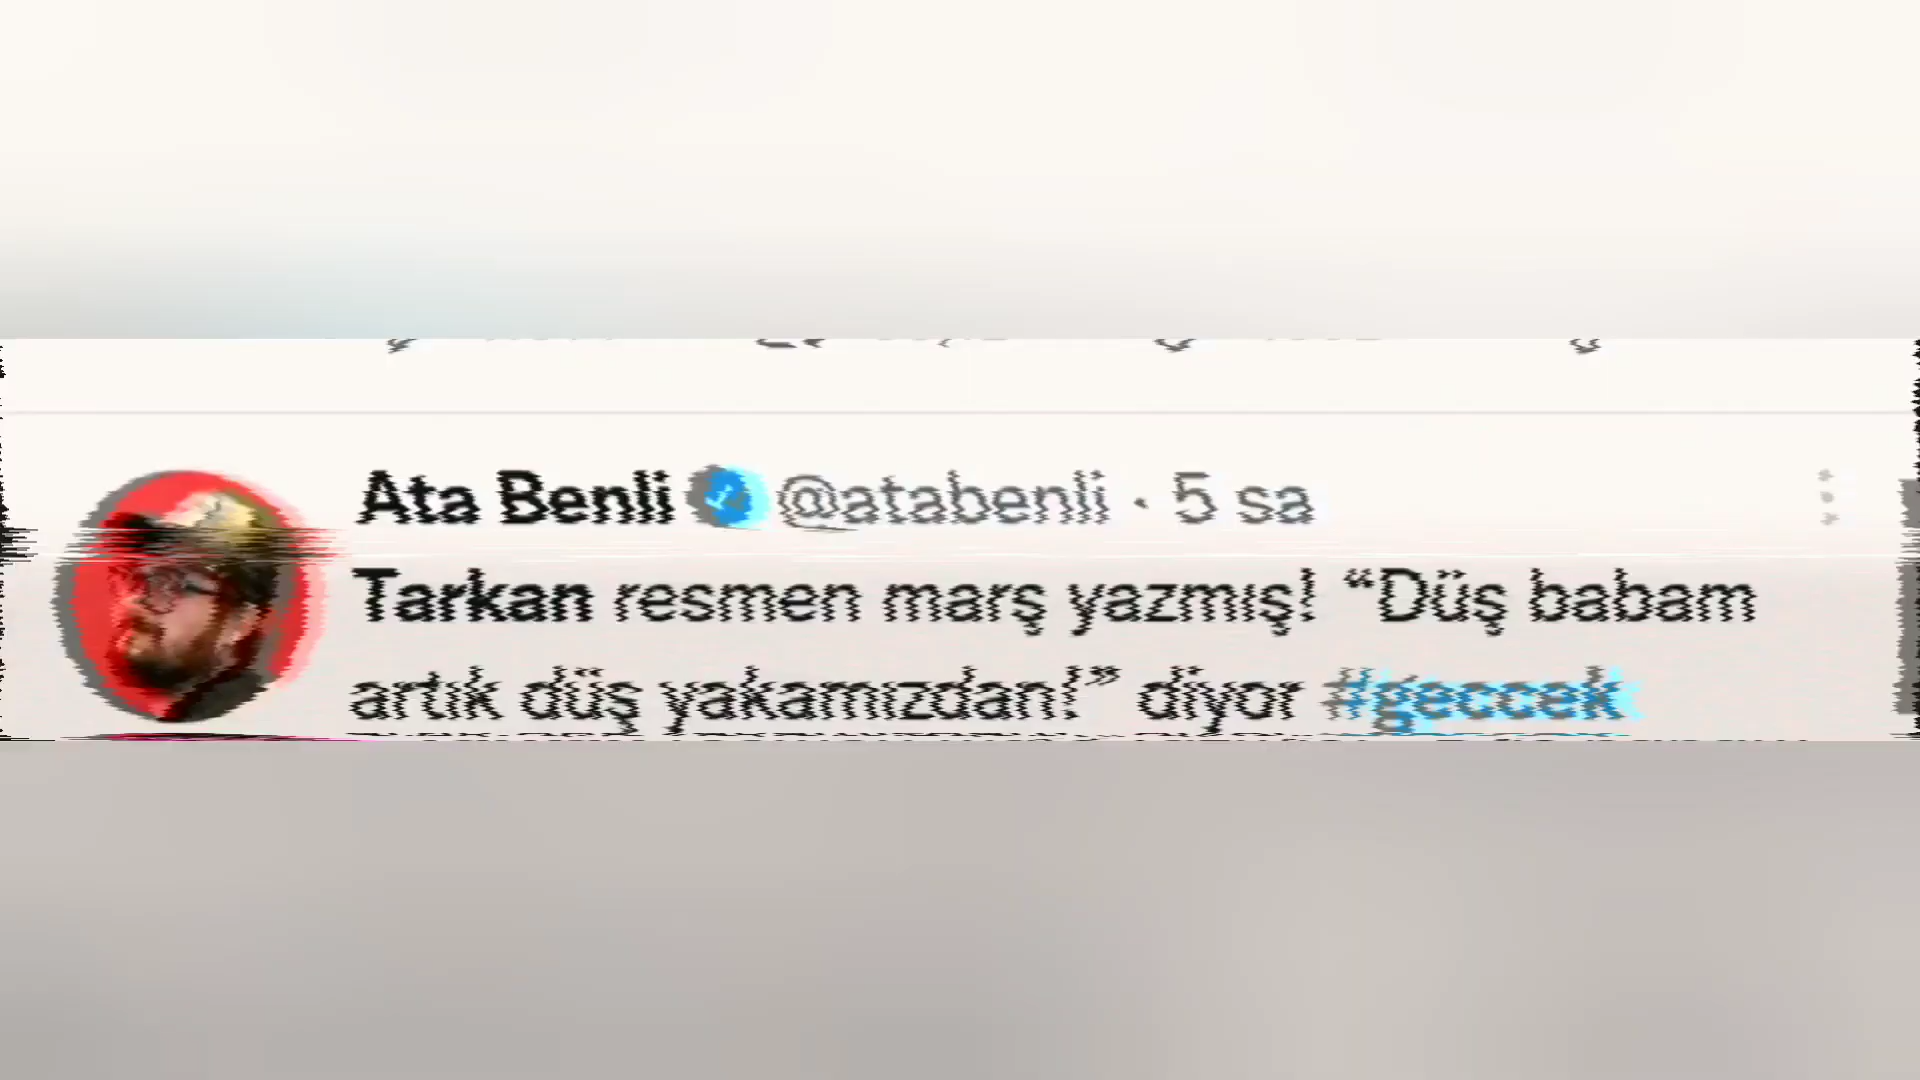 Ata Benli @atabenli · 5 sa
Tarkan resmen marş yazmış! “Düş babam
artık düş yakamızdan!” diyor #geccek